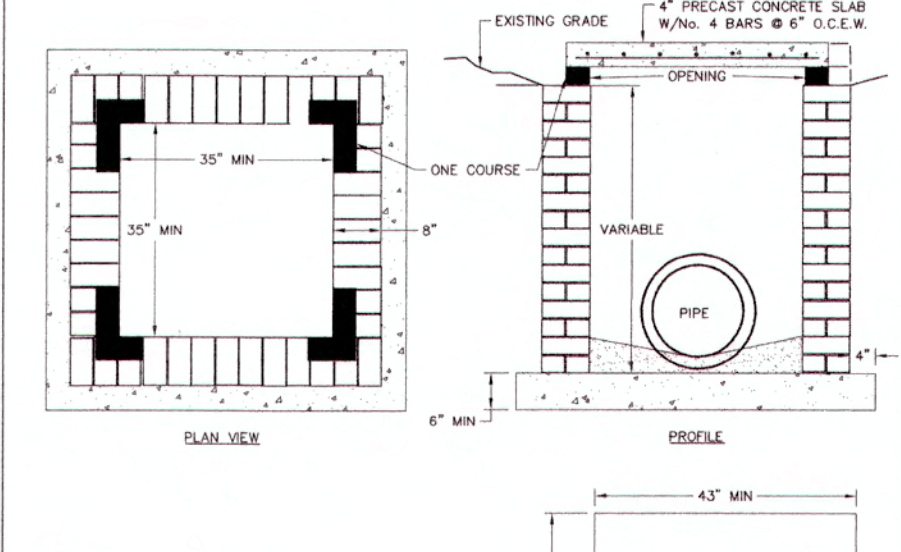 4" PRECAST CONCRETE SLAB
W/No. 4 BARS @ 6" O.C.E.W.
EXISTING GRADE
OPENING
35" MIN
ONE COURSE
35" MIN
8"
VARIABLE
PIPE
4"
6" MIN
PLAN VIEW
PROFILE
43" MIN